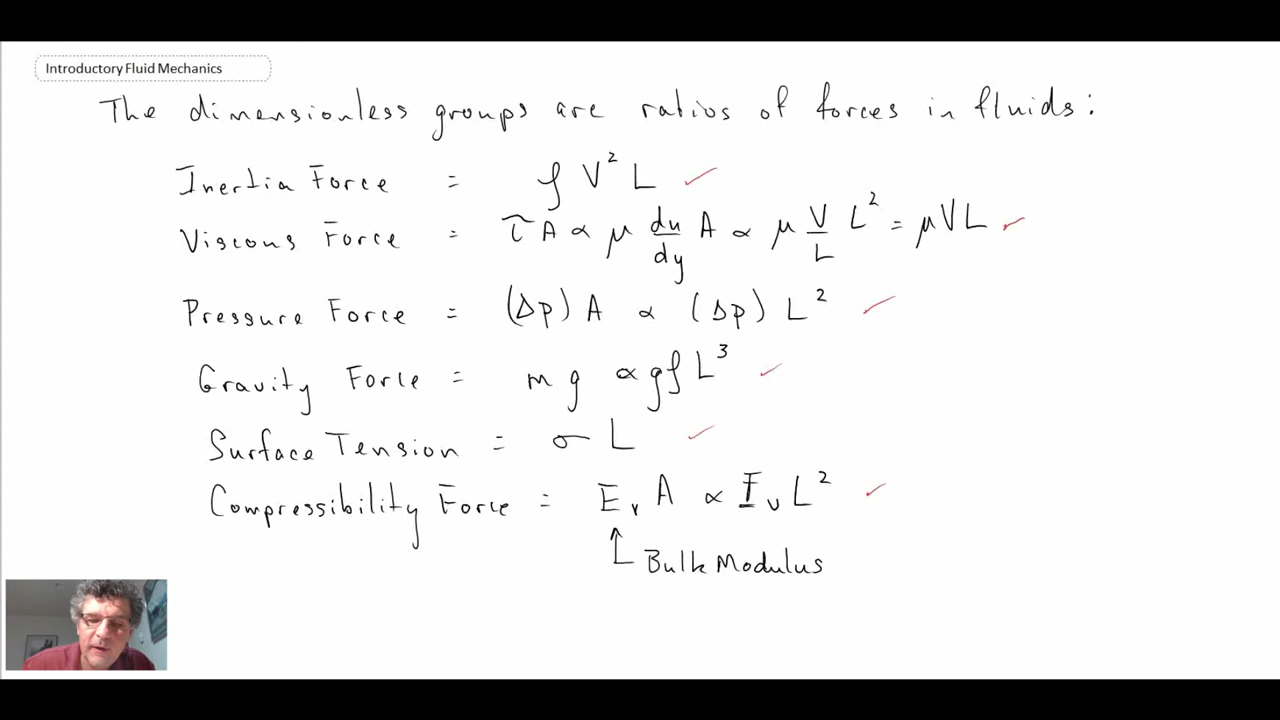 Introductory Fluid Mechanics
The dimensionless groups are ratios of forces in fluids:
Inertia Force = ρ V² L ✓
Viscous Force = τ A ∝ μ du/dy A ∝ μ V/L L² = μVL ✓
Pressure Force = (Δp) A ∝ (Δp) L² ✓
Gravity Force = m g ∝ gρL³ ✓
Surface Tension = σ L ✓
Compressibility Force = Eᵥ A ∝ Eᵥ L² ✓
↑ Bulk Modulus